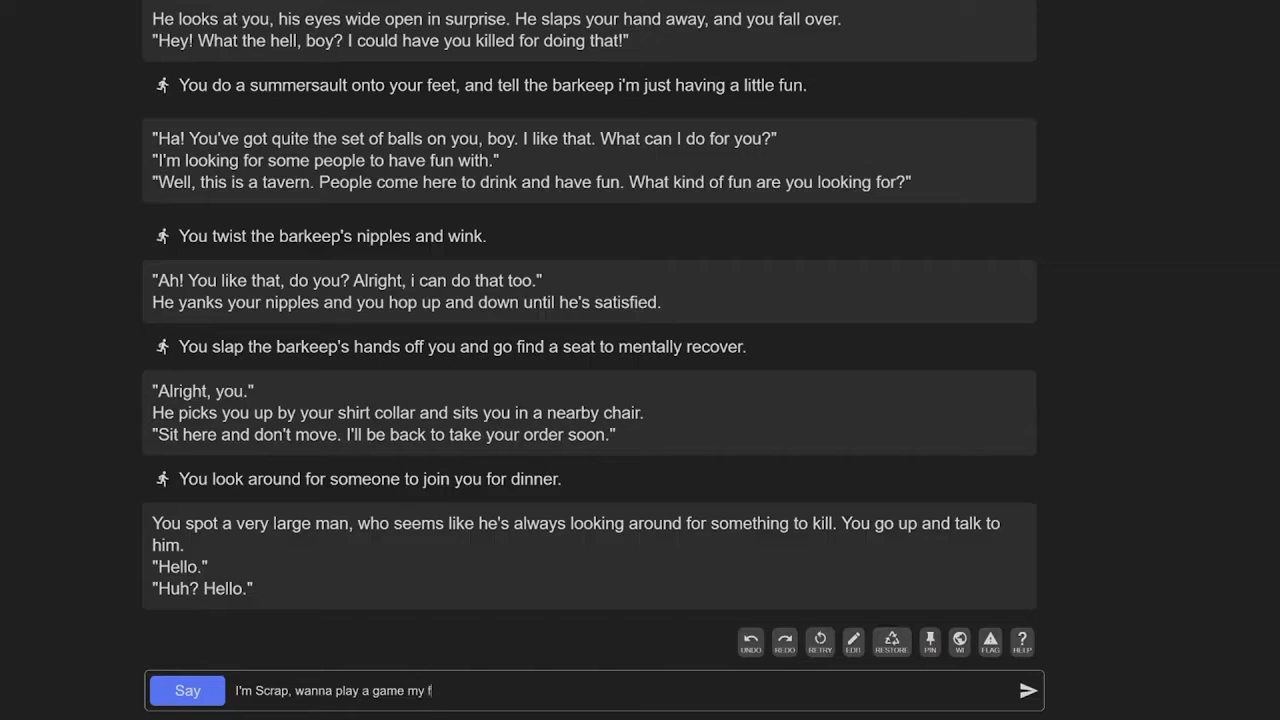 He looks at you, his eyes wide open in surprise. He slaps your hand away, and you fall over.
"Hey! What the hell, boy? I could have you killed for doing that!"
You do a summersault onto your feet, and tell the barkeep i'm just having a little fun.
"Ha! You've got quite the set of balls on you, boy. I like that. What can I do for you?"
"I'm looking for some people to have fun with."
"Well, this is a tavern. People come here to drink and have fun. What kind of fun are you looking for?"
You twist the barkeep's nipples and wink.
"Ah! You like that, do you? Alright, i can do that too."
He yanks your nipples and you hop up and down until he's satisfied.
You slap the barkeep's hands off you and go find a seat to mentally recover.
"Alright, you."
He picks you up by your shirt collar and sits you in a nearby chair.
"Sit here and don't move. I'll be back to take your order soon."
You look around for someone to join you for dinner.
You spot a very large man, who seems like he's always looking around for something to kill. You go up and talk to
him.
"Hello."
"Huh? Hello."
UNDO REDO RETRY EDIT RESTORE PIN WI FLAG HELP
Say I'm Scrap, wanna play a game my f